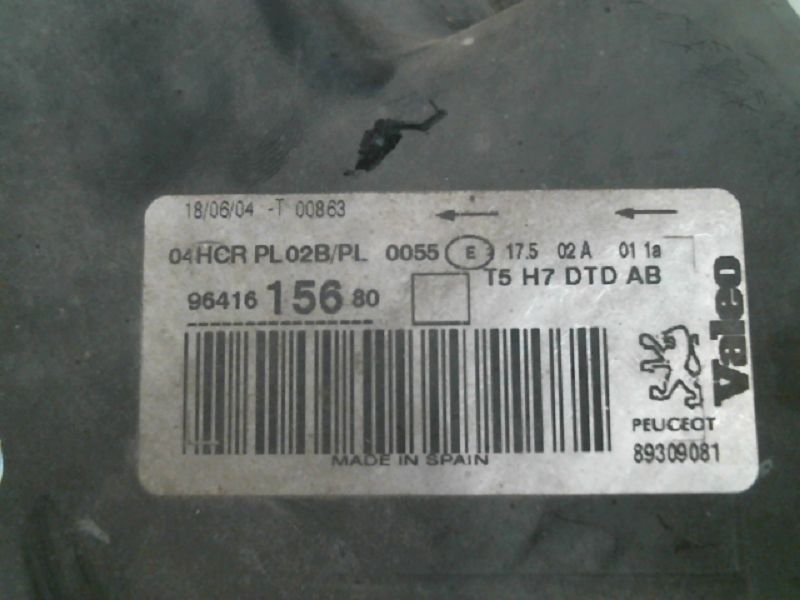 18/06/04 -T 00863
04HCR PL02B/PL 0055 E 17.5 02A 01 1a
96416 156 80 T5 H7 DTD AB
Valeo
PEUGEOT
MADE IN SPAIN
89309081